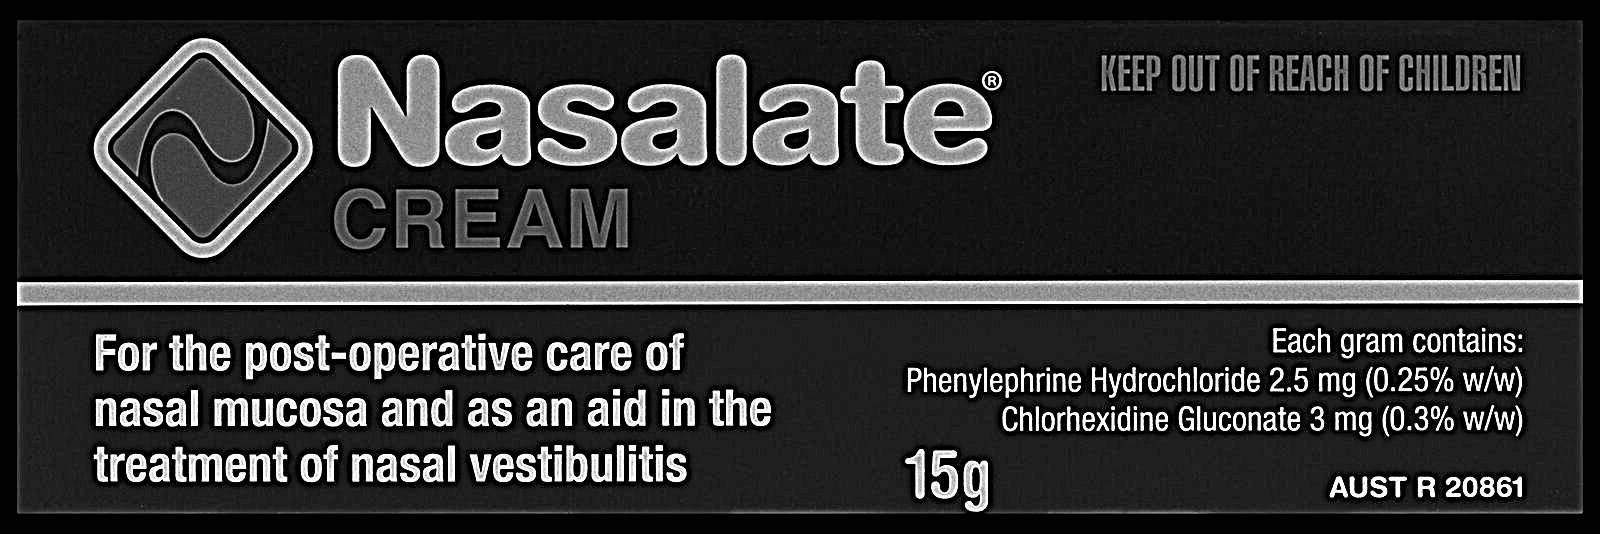 Nasalate®
CREAM
KEEP OUT OF REACH OF CHILDREN
For the post-operative care of
nasal mucosa and as an aid in the
treatment of nasal vestibulitis
Each gram contains:
Phenylephrine Hydrochloride 2.5 mg (0.25% w/w)
Chlorhexidine Gluconate 3 mg (0.3% w/w)
15g
AUST R 20861